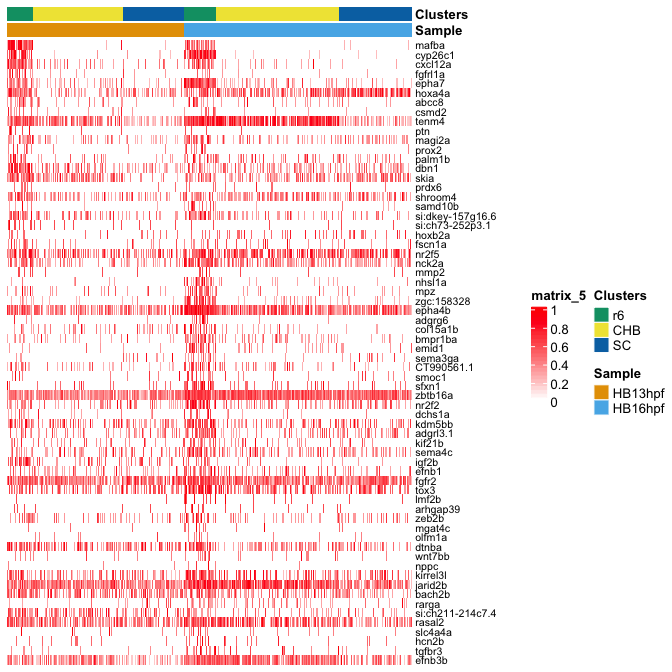 Clusters
Sample
mafba
cyp26c1
cxcl12a
fgfrl1a
epha7
hoxa4a
abcc8
csmd2
tenm4
ptn
magi2a
prox2
palm1b
dbn1
skia
prdx6
shroom4
samd10b
si:dkey-157g16.6
si:ch73-252p3.1
hoxb2a
fscn1a
nr2f5
nck2a
mmp2
nhsl1a
mpz
zgc:158328
epha4b
adgrg6
col15a1b
bmpr1ba
emid1
sema3ga
CT990561.1
smoc1
sfxn1
zbtb16a
nr2f2
dchs1a
kdm5bb
adgrl3.1
kif21b
sema4c
igf2b
efnb1
fgfr2
tox3
lmf2b
arhgap39
zeb2b
mgat4c
olfm1a
dtnba
wnt7bb
nppc
kirrel3l
jarid2b
bach2b
rarga
si:ch211-214c7.4
rasal2
slc4a4a
hcn2b
tgfbr3
efnb3b
matrix_5
1
0.8
0.6
0.4
0.2
0
Clusters
r6
CHB
SC
Sample
HB13hpf
HB16hpf